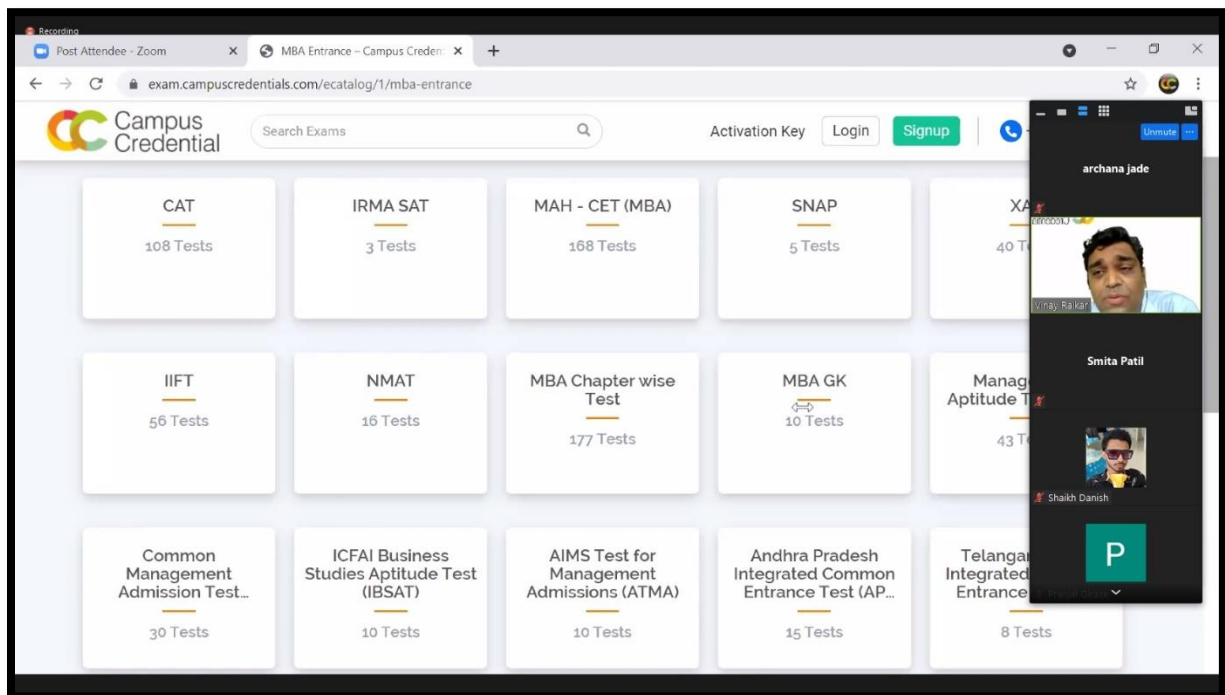 Recording
Post Attendee - Zoom
MBA Entrance – Campus Creden
exam.campuscredentials.com/ecatalog/1/mba-entrance
Campus
Credential
Search Exams
Activation Key
Login
Signup
Unmute
CAT
108 Tests
IRMA SAT
3 Tests
MAH - CET (MBA)
168 Tests
SNAP
5 Tests
XA
40 T
IIFT
56 Tests
NMAT
16 Tests
MBA Chapter wise
Test
177 Tests
MBA GK
10 Tests
Manag
Aptitude T
43 T
Common
Management
Admission Test...
30 Tests
ICFAI Business
Studies Aptitude Test
(IBSAT)
10 Tests
AIMS Test for
Management
Admissions (ATMA)
10 Tests
Andhra Pradesh
Integrated Common
Entrance Test (AP...
15 Tests
Telanga
Integrated
Entrance
8 Tests
archana jade
Vinay Raikar
Smita Patil
Shaikh Danish
P